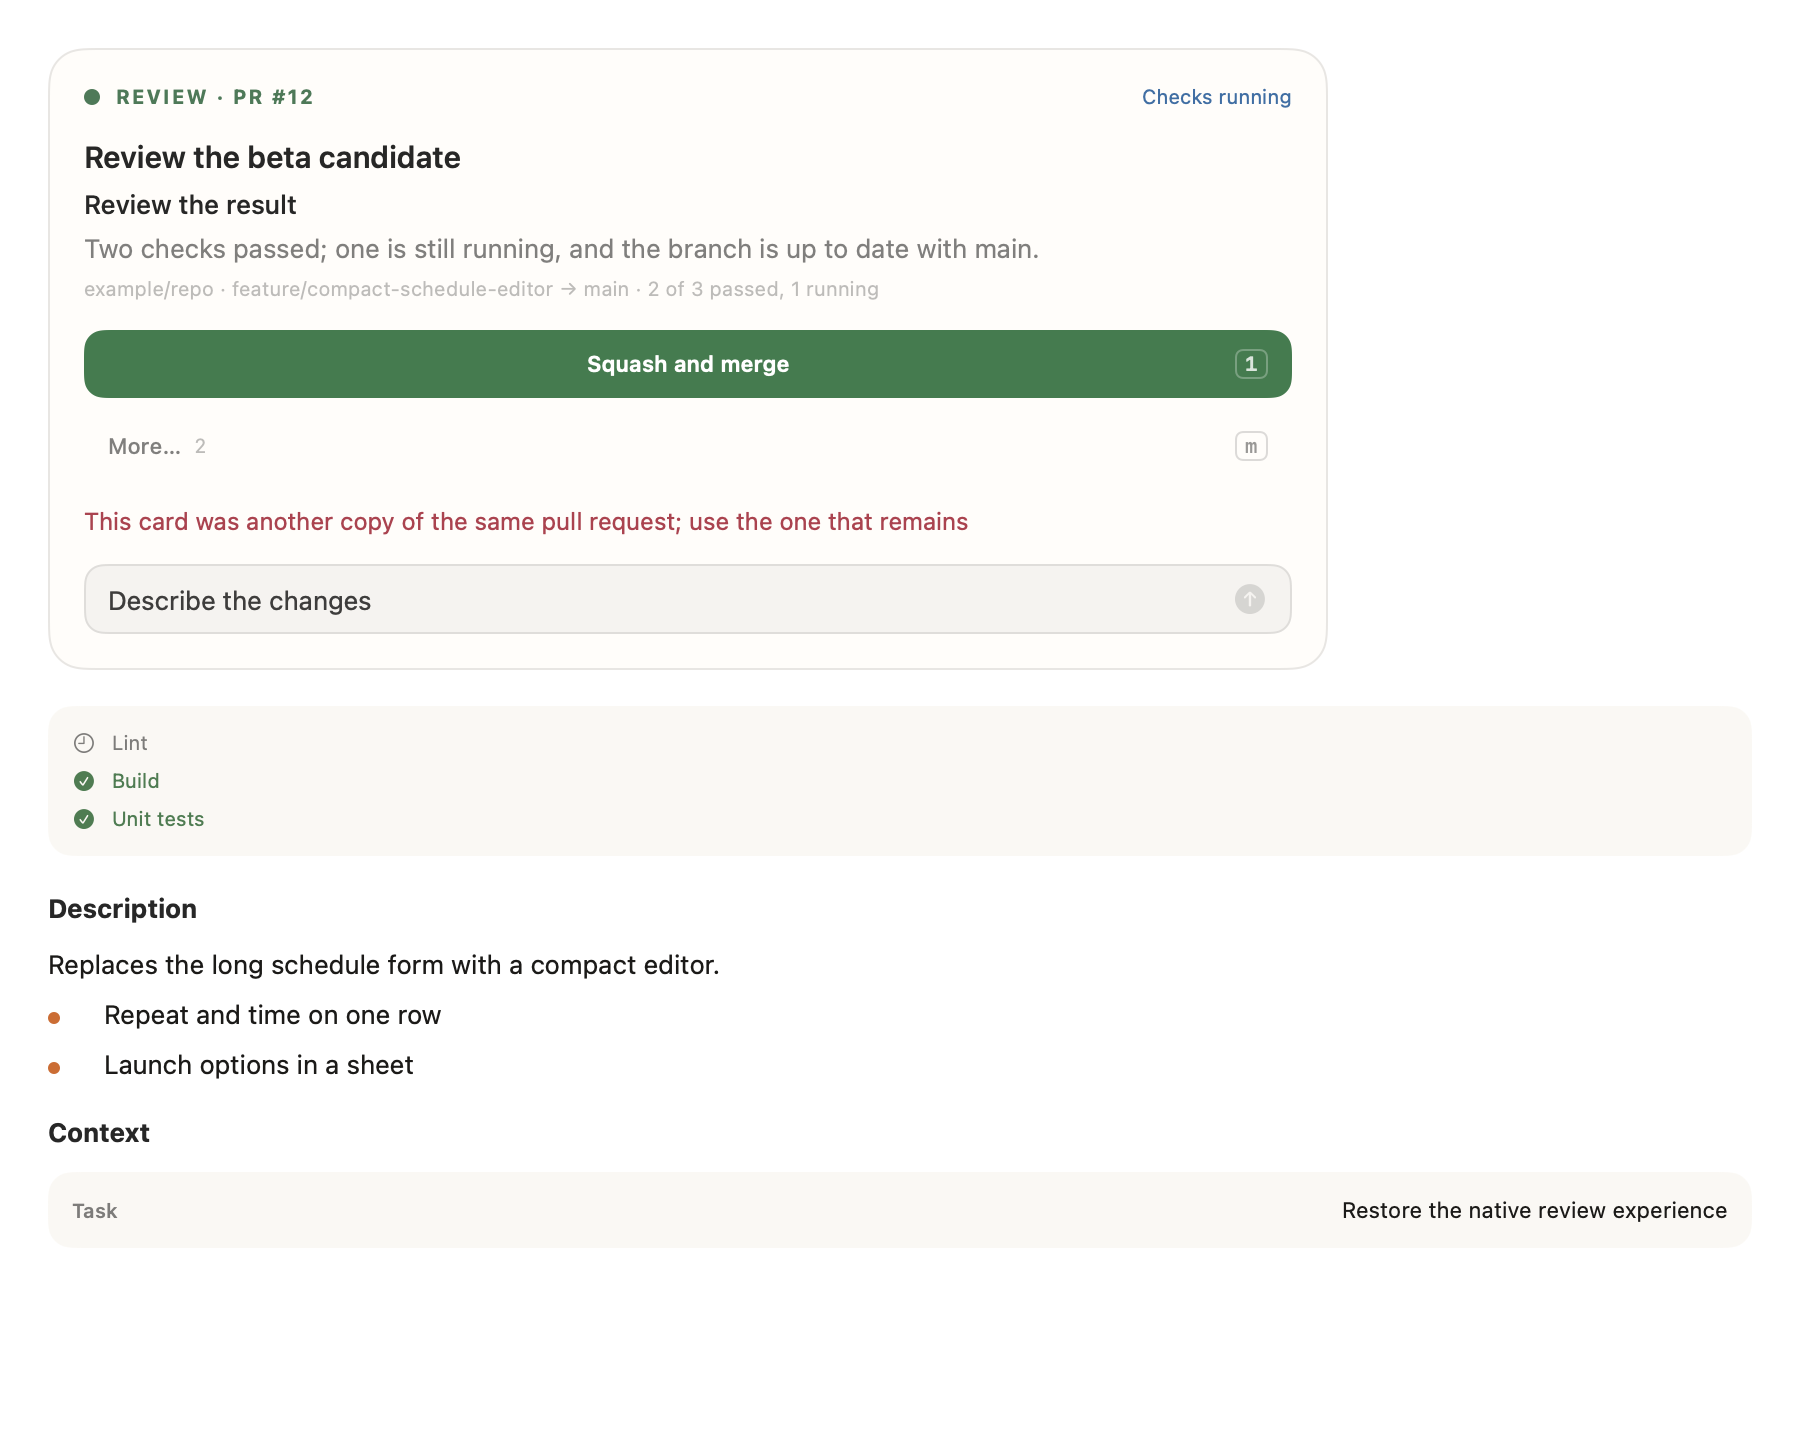 REVIEW · PR #12
Checks running
Review the beta candidate
Review the result
Two checks passed; one is still running, and the branch is up to date with main.
example/repo · feature/compact-schedule-editor → main · 2 of 3 passed, 1 running
Squash and merge 1
More... 2 m
This card was another copy of the same pull request; use the one that remains
Describe the changes
Lint
Build
Unit tests
Description
Replaces the long schedule form with a compact editor.
Repeat and time on one row
Launch options in a sheet
Context
Task
Restore the native review experience